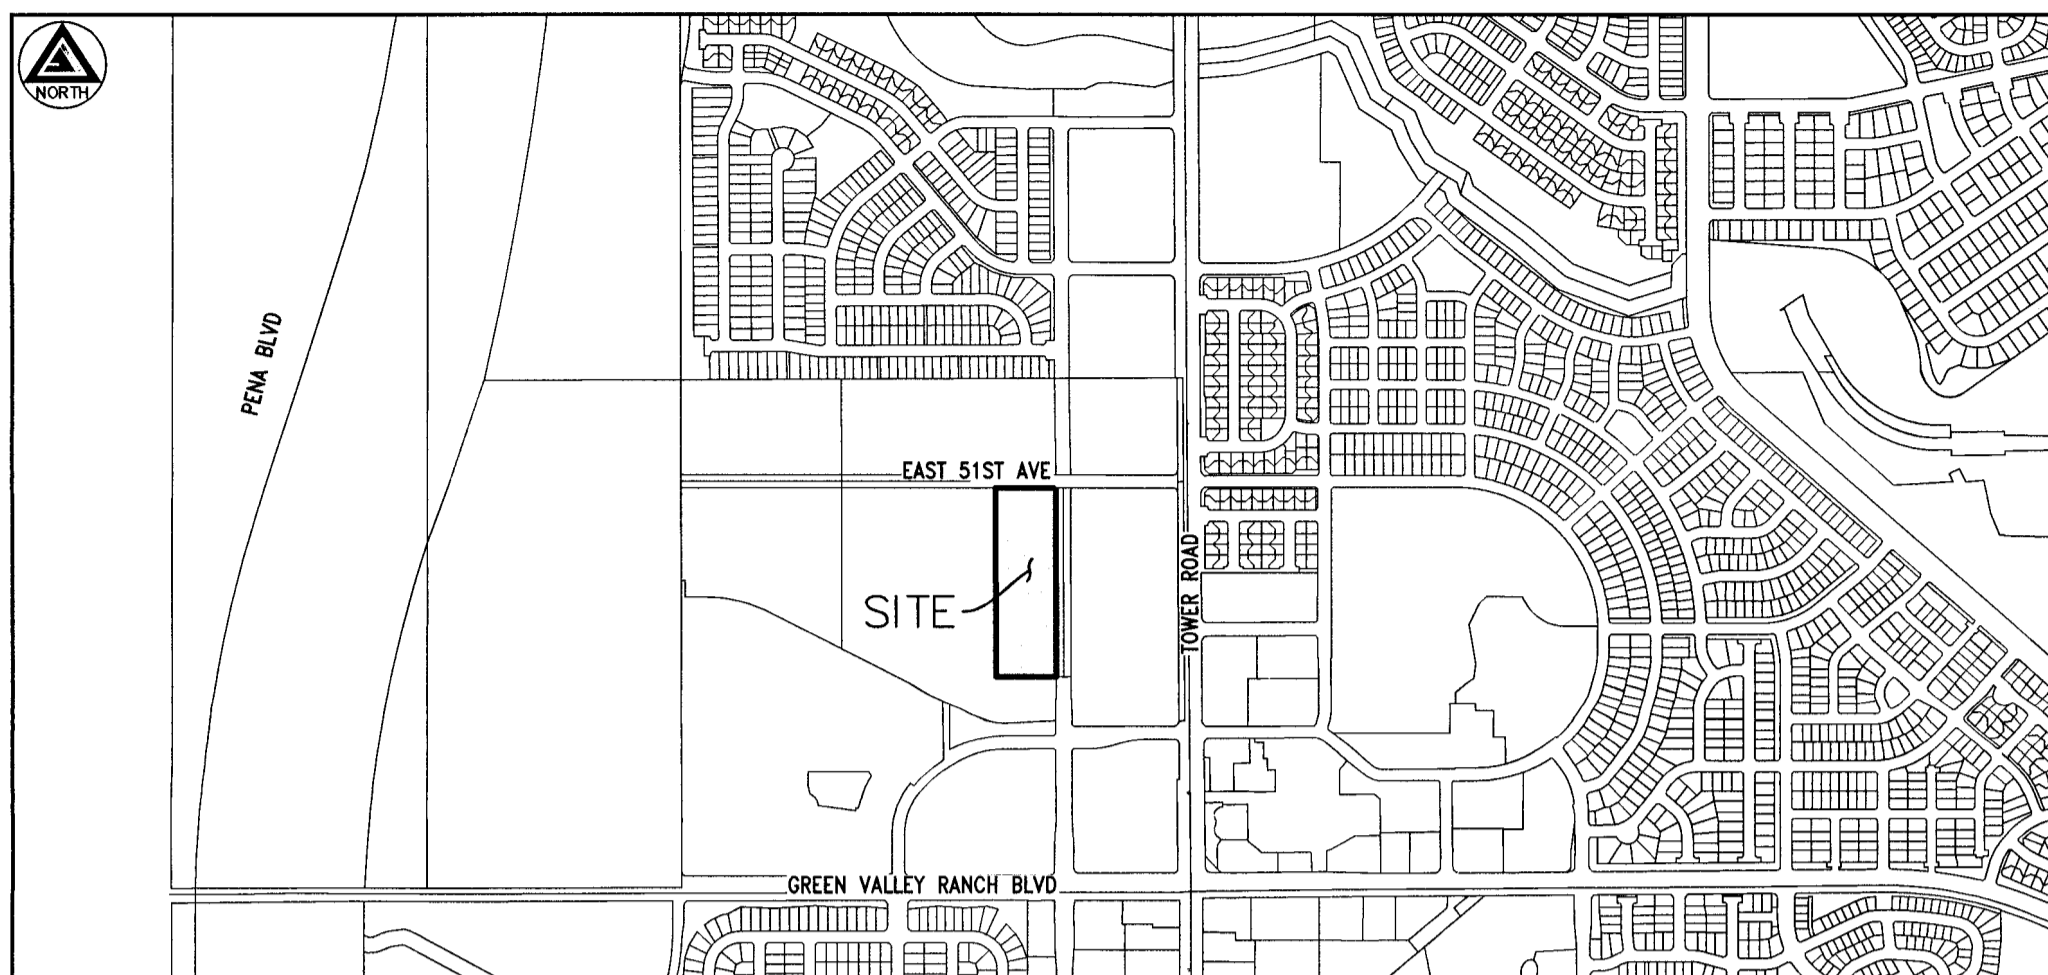 NORTH
PENA BLVD
EAST 51ST AVE
TOWER ROAD
SITE
GREEN VALLEY RANCH BLVD